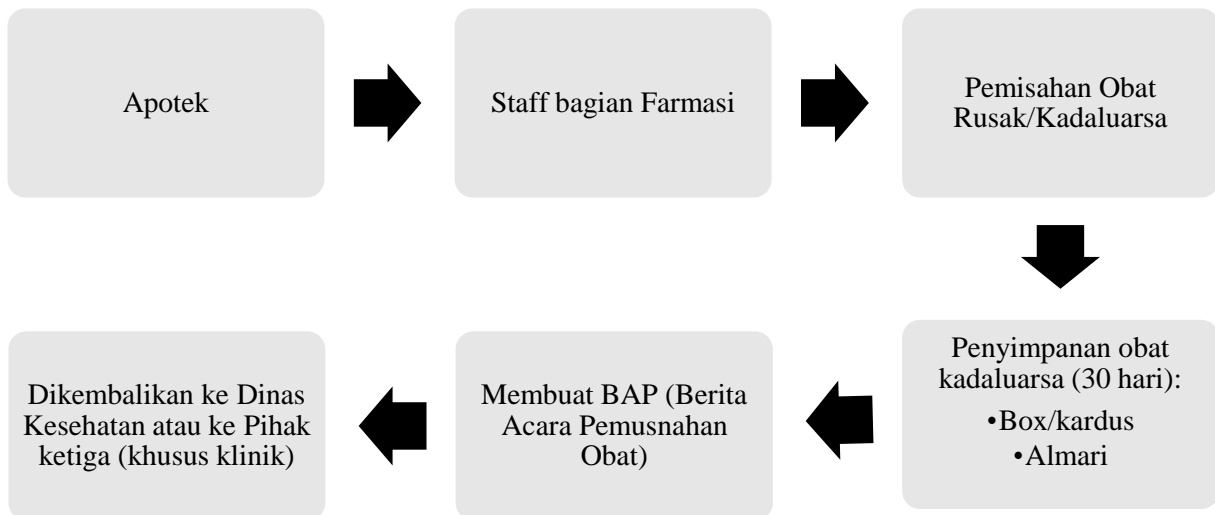 Apotek
Staff bagian Farmasi
Pemisahan Obat
Rusak/Kadaluarsa
Penyimpanan obat
kadaluarsa (30 hari):
•Box/kardus
•Almari
Membuat BAP (Berita
Acara Pemusnahan
Obat)
Dikembalikan ke Dinas
Kesehatan atau ke Pihak
ketiga (khusus klinik)